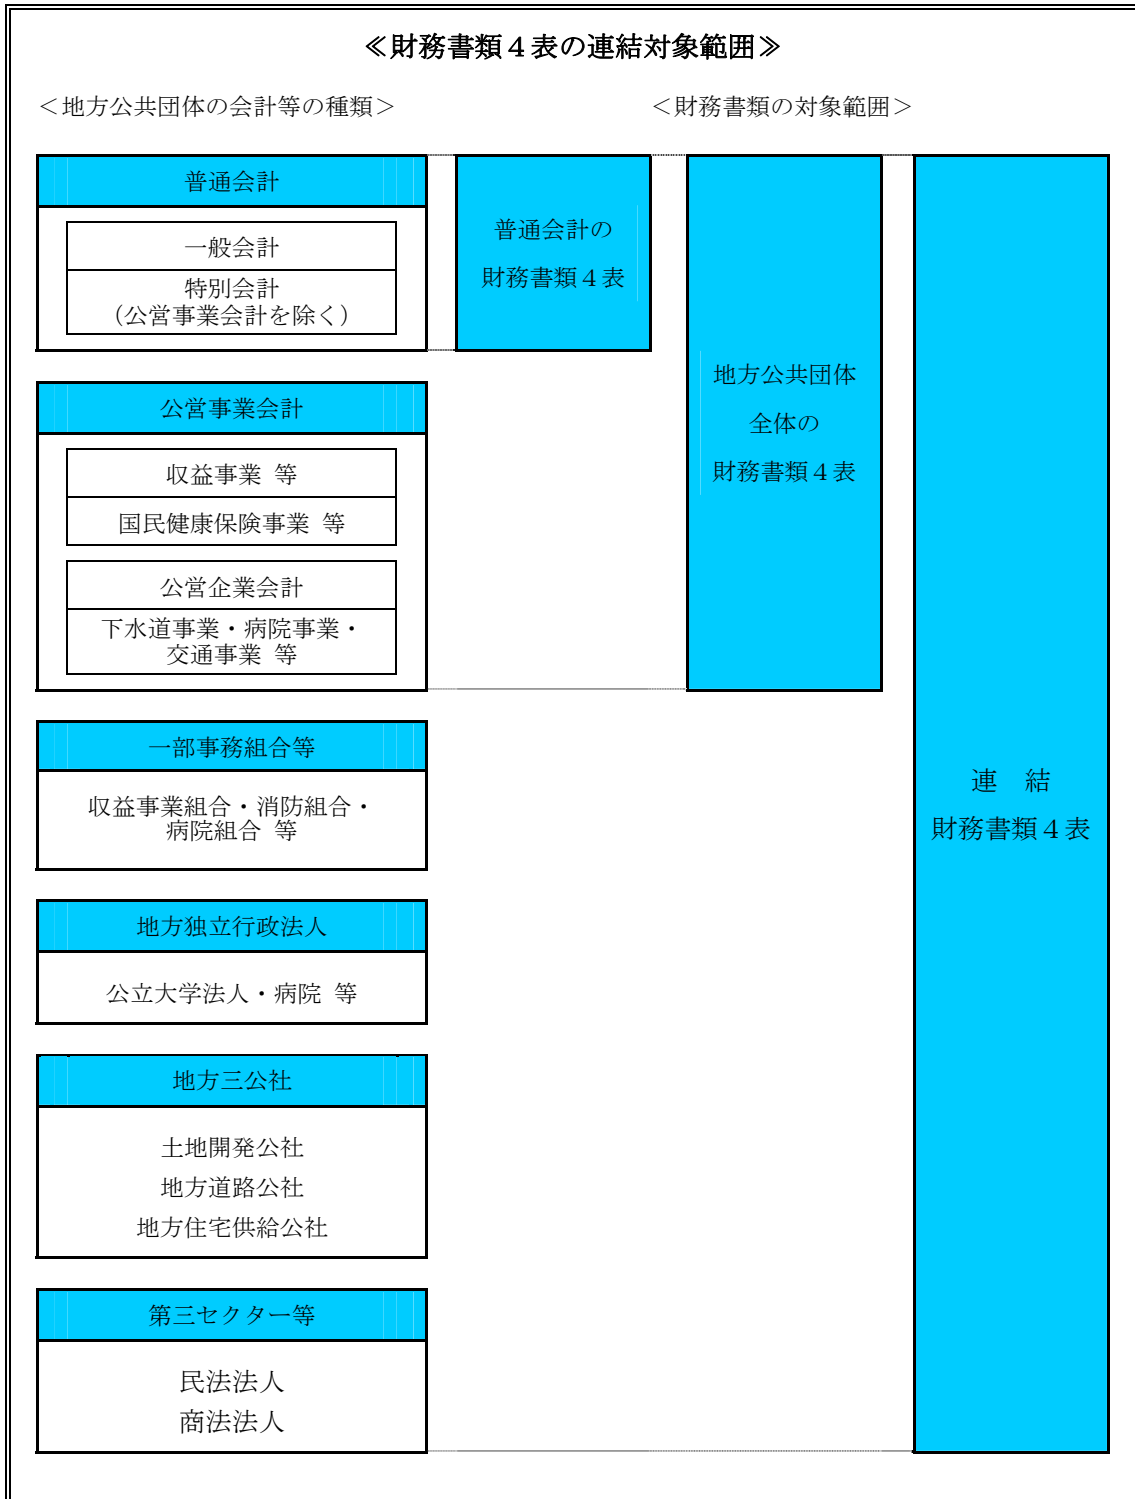 ≪財務書類４表の連結対象範囲≫
＜地方公共団体の会計等の種類＞
＜財務書類の対象範囲＞
普通会計
一般会計
特別会計
（公営事業会計を除く）
普通会計の
財務書類４表
地方公共団体
全体の
財務書類４表
公営事業会計
収益事業 等
国民健康保険事業 等
公営企業会計
下水道事業・病院事業・
交通事業 等
一部事務組合等
収益事業組合・消防組合・
病院組合 等
連　結
財務書類４表
地方独立行政法人
公立大学法人・病院 等
地方三公社
土地開発公社
地方道路公社
地方住宅供給公社
第三セクター等
民法法人
商法法人